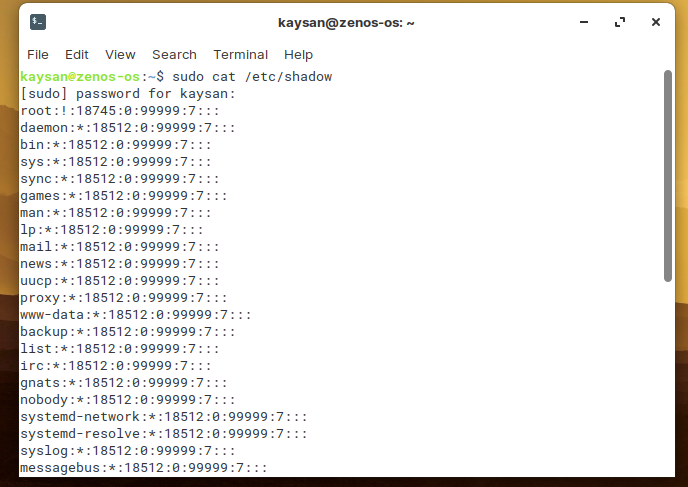 kaysan@zenos-os: ~
File Edit View Search Terminal Help
kaysan@zenos-os:~$ sudo cat /etc/shadow
[sudo] password for kaysan:
root:!:18745:0:99999:7:::
daemon:*:18512:0:99999:7:::
bin:*:18512:0:99999:7:::
sys:*:18512:0:99999:7:::
sync:*:18512:0:99999:7:::
games:*:18512:0:99999:7:::
man:*:18512:0:99999:7:::
lp:*:18512:0:99999:7:::
mail:*:18512:0:99999:7:::
news:*:18512:0:99999:7:::
uucp:*:18512:0:99999:7:::
proxy:*:18512:0:99999:7:::
www-data:*:18512:0:99999:7:::
backup:*:18512:0:99999:7:::
list:*:18512:0:99999:7:::
irc:*:18512:0:99999:7:::
gnats:*:18512:0:99999:7:::
nobody:*:18512:0:99999:7:::
systemd-network:*:18512:0:99999:7:::
systemd-resolve:*:18512:0:99999:7:::
syslog:*:18512:0:99999:7:::
messagebus:*:18512:0:99999:7:::